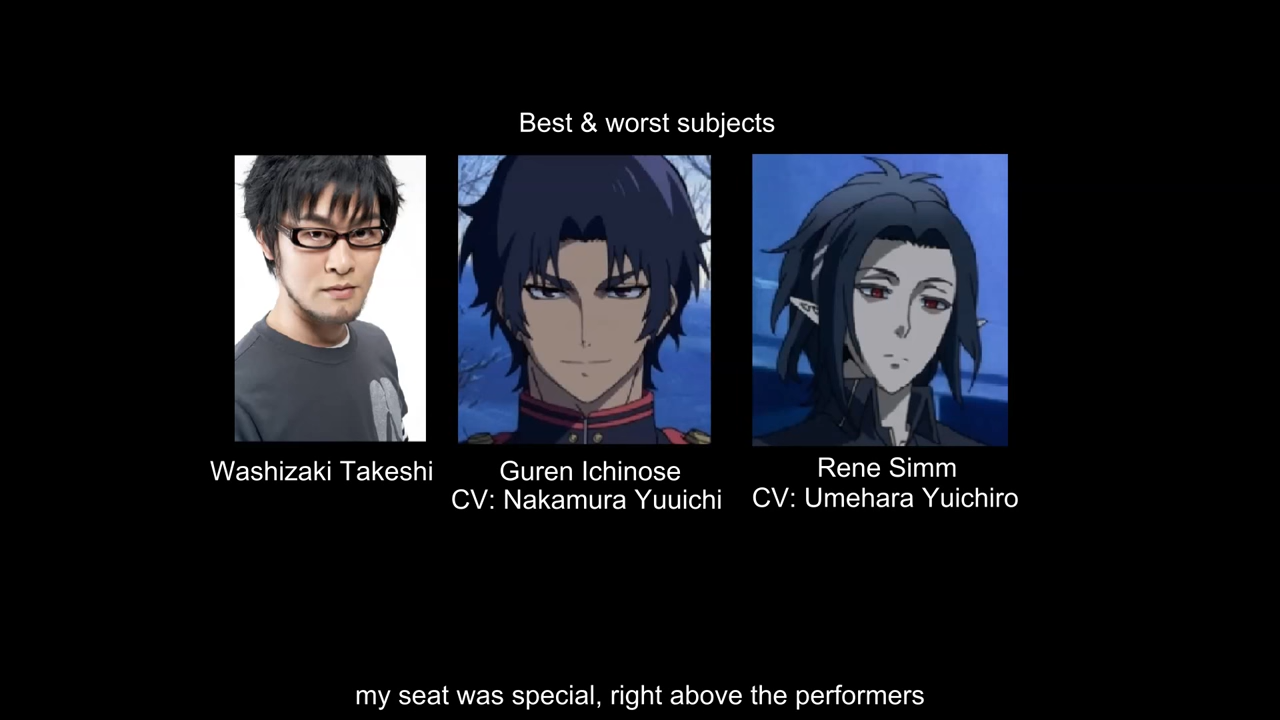 Best & worst subjects
Washizaki Takeshi
Guren Ichinose
CV: Nakamura Yuuichi
Rene Simm
CV: Umehara Yuichiro
my seat was special, right above the performers